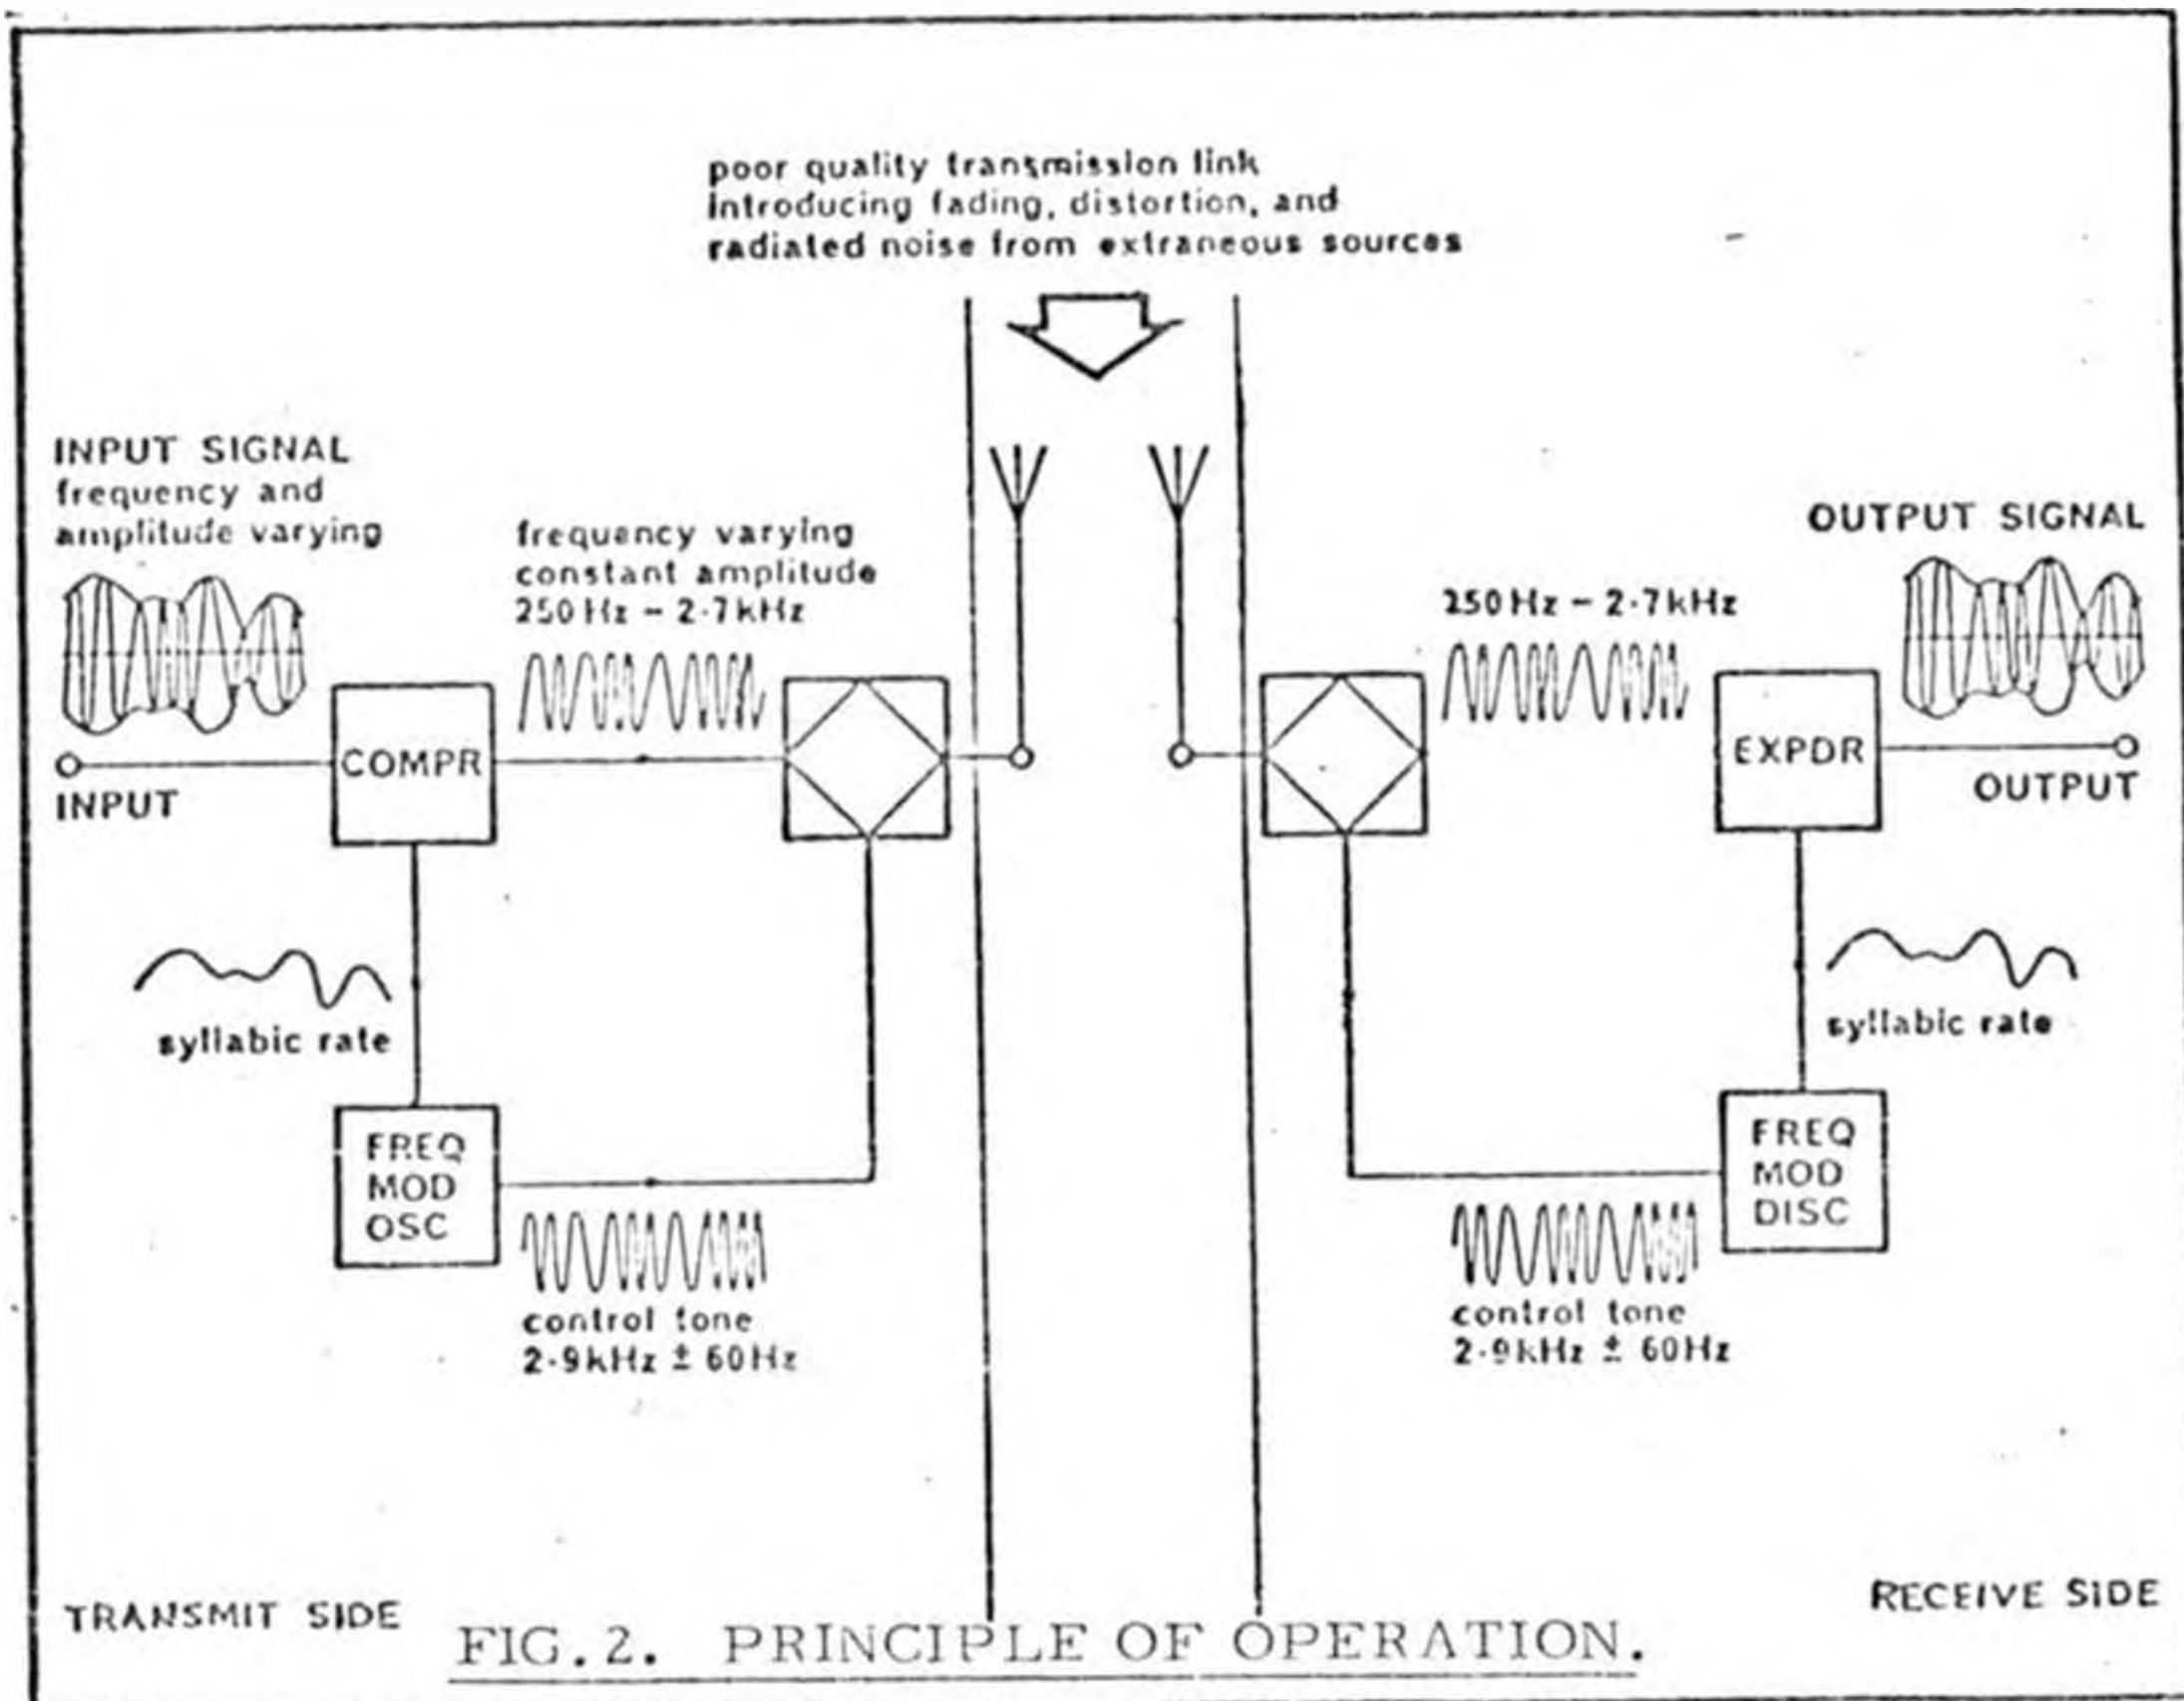 poor quality transmission link
introducing fading, distortion, and
radiated noise from extraneous sources
INPUT SIGNAL
frequency and
amplitude varying
frequency varying
constant amplitude
250 Hz - 2·7kHz
250 Hz - 2·7kHz
OUTPUT SIGNAL
COMPR
EXPDR
INPUT
OUTPUT
syllabic rate
syllabic rate
FREQ
MOD
OSC
FREQ
MOD
DISC
control tone
2·9kHz ± 60Hz
control tone
2·9kHz ± 60Hz
TRANSMIT SIDE
RECEIVE SIDE
FIG. 2. PRINCIPLE OF OPERATION.